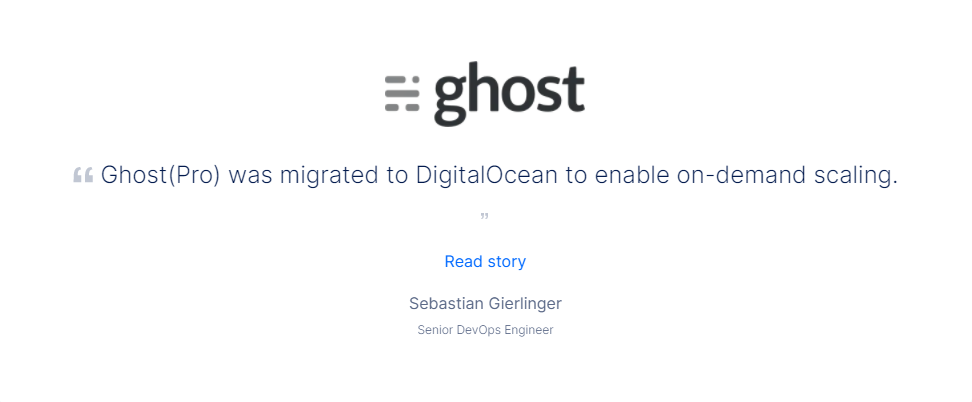 ghost
“ Ghost(Pro) was migrated to DigitalOcean to enable on-demand scaling.
”
Read story
Sebastian Gierlinger
Senior DevOps Engineer